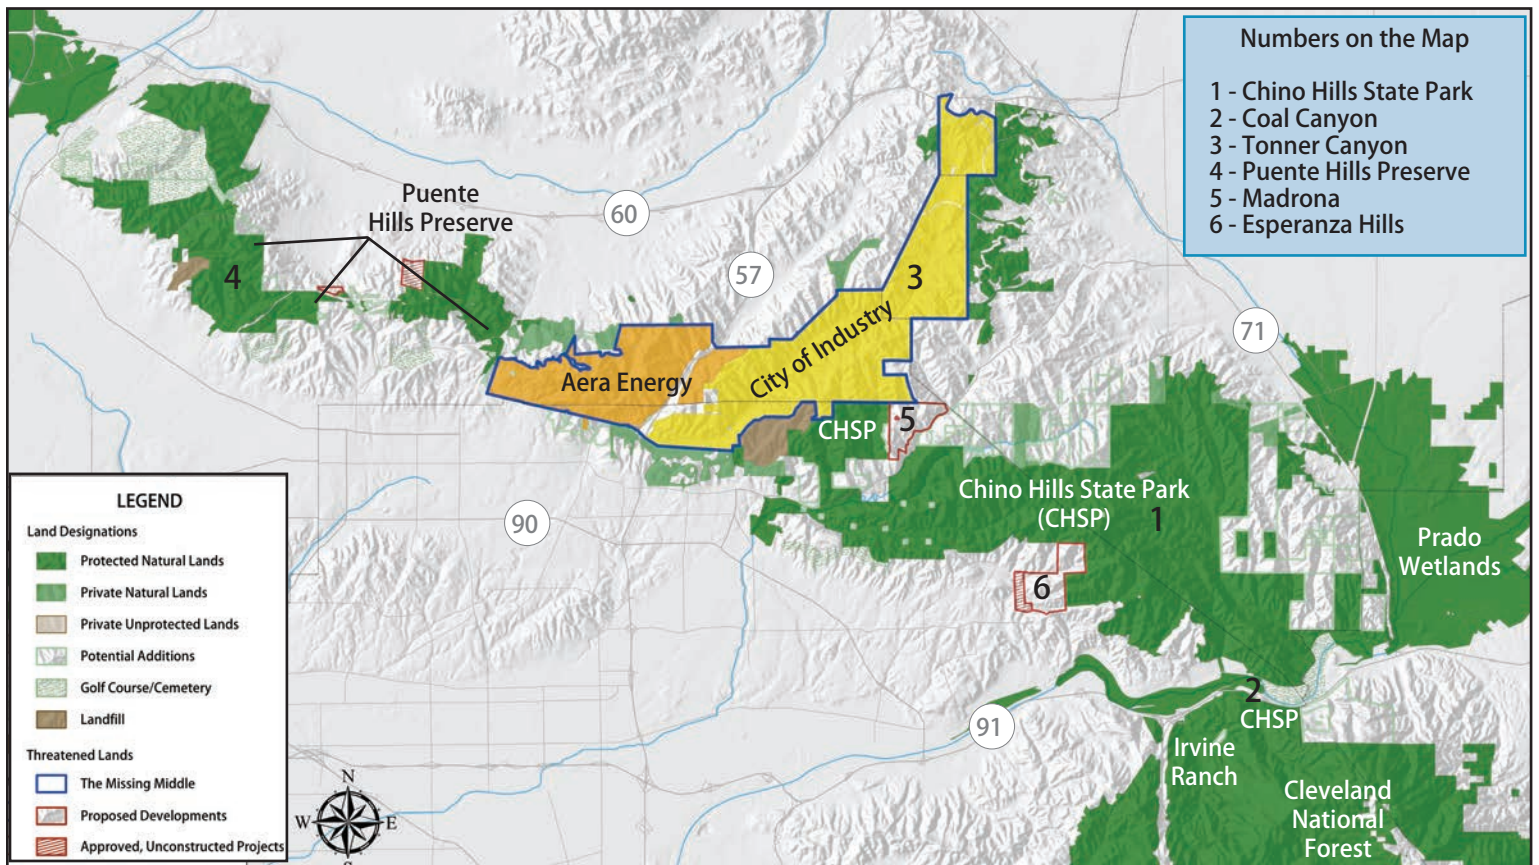 Numbers on the Map
1 - Chino Hills State Park
2 - Coal Canyon
3 - Tonner Canyon
4 - Puente Hills Preserve
5 - Madrona
6 - Esperanza Hills
Puente
Hills Preserve
60
57
71
4
3
City of Industry
Aera Energy
CHSP
5
Chino Hills State Park
(CHSP)
1
90
6
Prado
Wetlands
2
CHSP
91
Irvine
Ranch
Cleveland
National
Forest
LEGEND
Land Designations
Protected Natural Lands
Private Natural Lands
Private Unprotected Lands
Potential Additions
Golf Course/Cemetery
Landfill
Threatened Lands
The Missing Middle
Proposed Developments
Approved, Unconstructed Projects
N
W
E